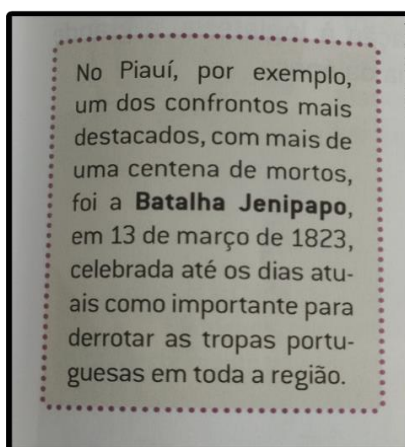 No Piauí, por exemplo,
um dos confrontos mais
destacados, com mais de
uma centena de mortos,
foi a Batalha Jenipapo,
em 13 de março de 1823,
celebrada até os dias atu-
ais como importante para
derrotar as tropas portu-
guesas em toda a região.